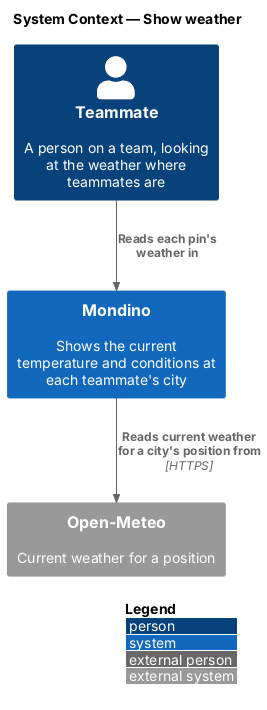 System Context — Show weather
Teammate
A person on a team, looking
at the weather where
teammates are
Reads each pin's
weather in
Mondino
Shows the current
temperature and conditions at
each teammate's city
Reads current weather
for a city's position from
[HTTPS]
Open-Meteo
Current weather for a position
Legend
person
system
external person
external system